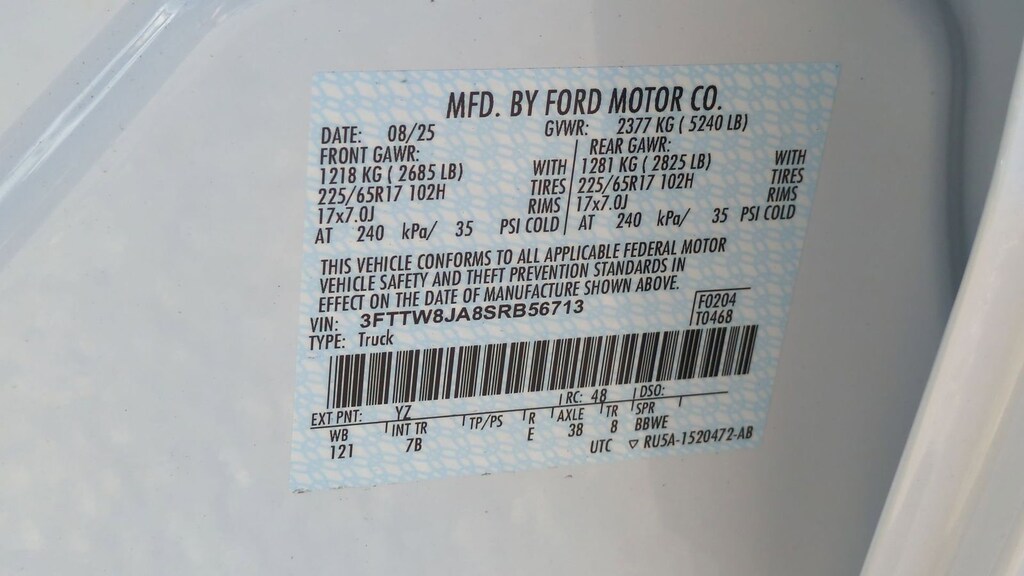 MFD. BY FORD MOTOR CO.
DATE: 08/25 GVWR: 2377 KG ( 5240 LB)
FRONT GAWR: REAR GAWR:
1218 KG ( 2685 LB) WITH 1281 KG ( 2825 LB) WITH
225/65R17 102H TIRES 225/65R17 102H TIRES
17x7.0J RIMS 17x7.0J RIMS
AT 240 kPa/ 35 PSI COLD AT 240 kPa/ 35 PSI COLD
THIS VEHICLE CONFORMS TO ALL APPLICABLE FEDERAL MOTOR
VEHICLE SAFETY AND THEFT PREVENTION STANDARDS IN
EFFECT ON THE DATE OF MANUFACTURE SHOWN ABOVE.
VIN: 3FTTW8JA8SRB56713 F0204
TYPE: Truck T0468
EXT PNT: YZ RC: 48 DSO:
WB INT TR TP/PS R AXLE TR SPR
121 7B E 38 8 BBWE
UTC ▽ RU5A-1520472-AB